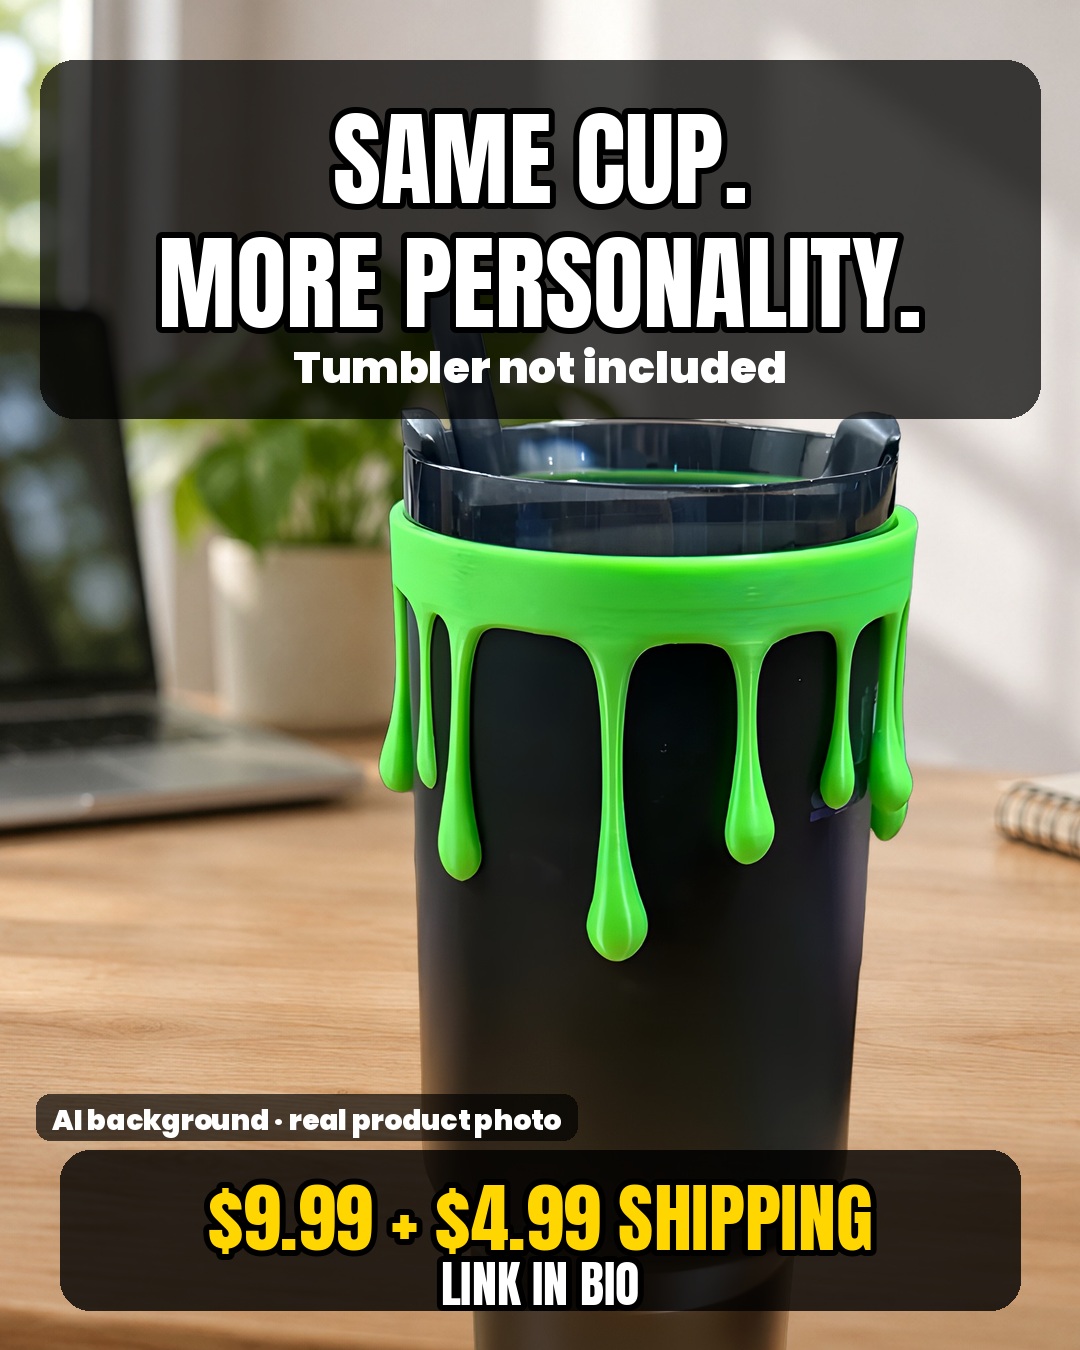 SAME CUP.
MORE PERSONALITY.
Tumbler not included
AI background · real product photo
$9.99 + $4.99 SHIPPING
LINK IN BIO